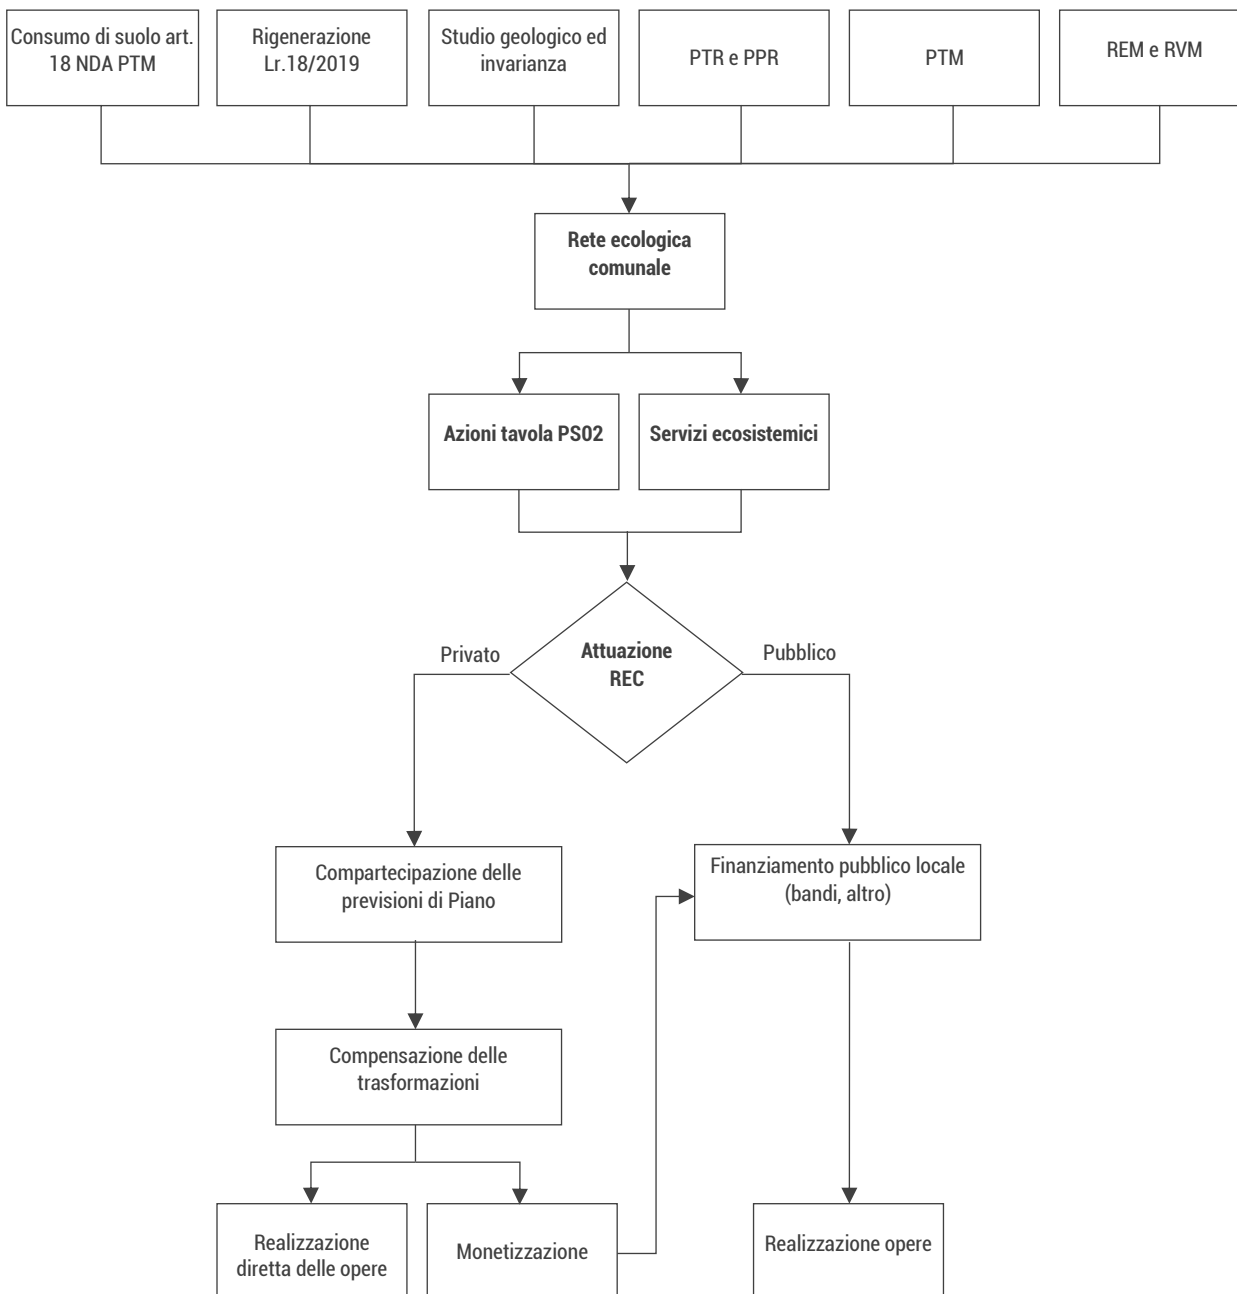 Consumo di suolo art.
18 NDA PTM
Rigenerazione
Lr.18/2019
Studio geologico ed
invarianza
PTR e PPR
PTM
REM e RVM
Rete ecologica
comunale
Azioni tavola PS02
Servizi ecosistemici
Privato
Attuazione
REC
Pubblico
Compartecipazione delle
previsioni di Piano
Finanziamento pubblico locale
(bandi, altro)
Compensazione delle
trasformazioni
Realizzazione
diretta delle opere
Monetizzazione
Realizzazione opere